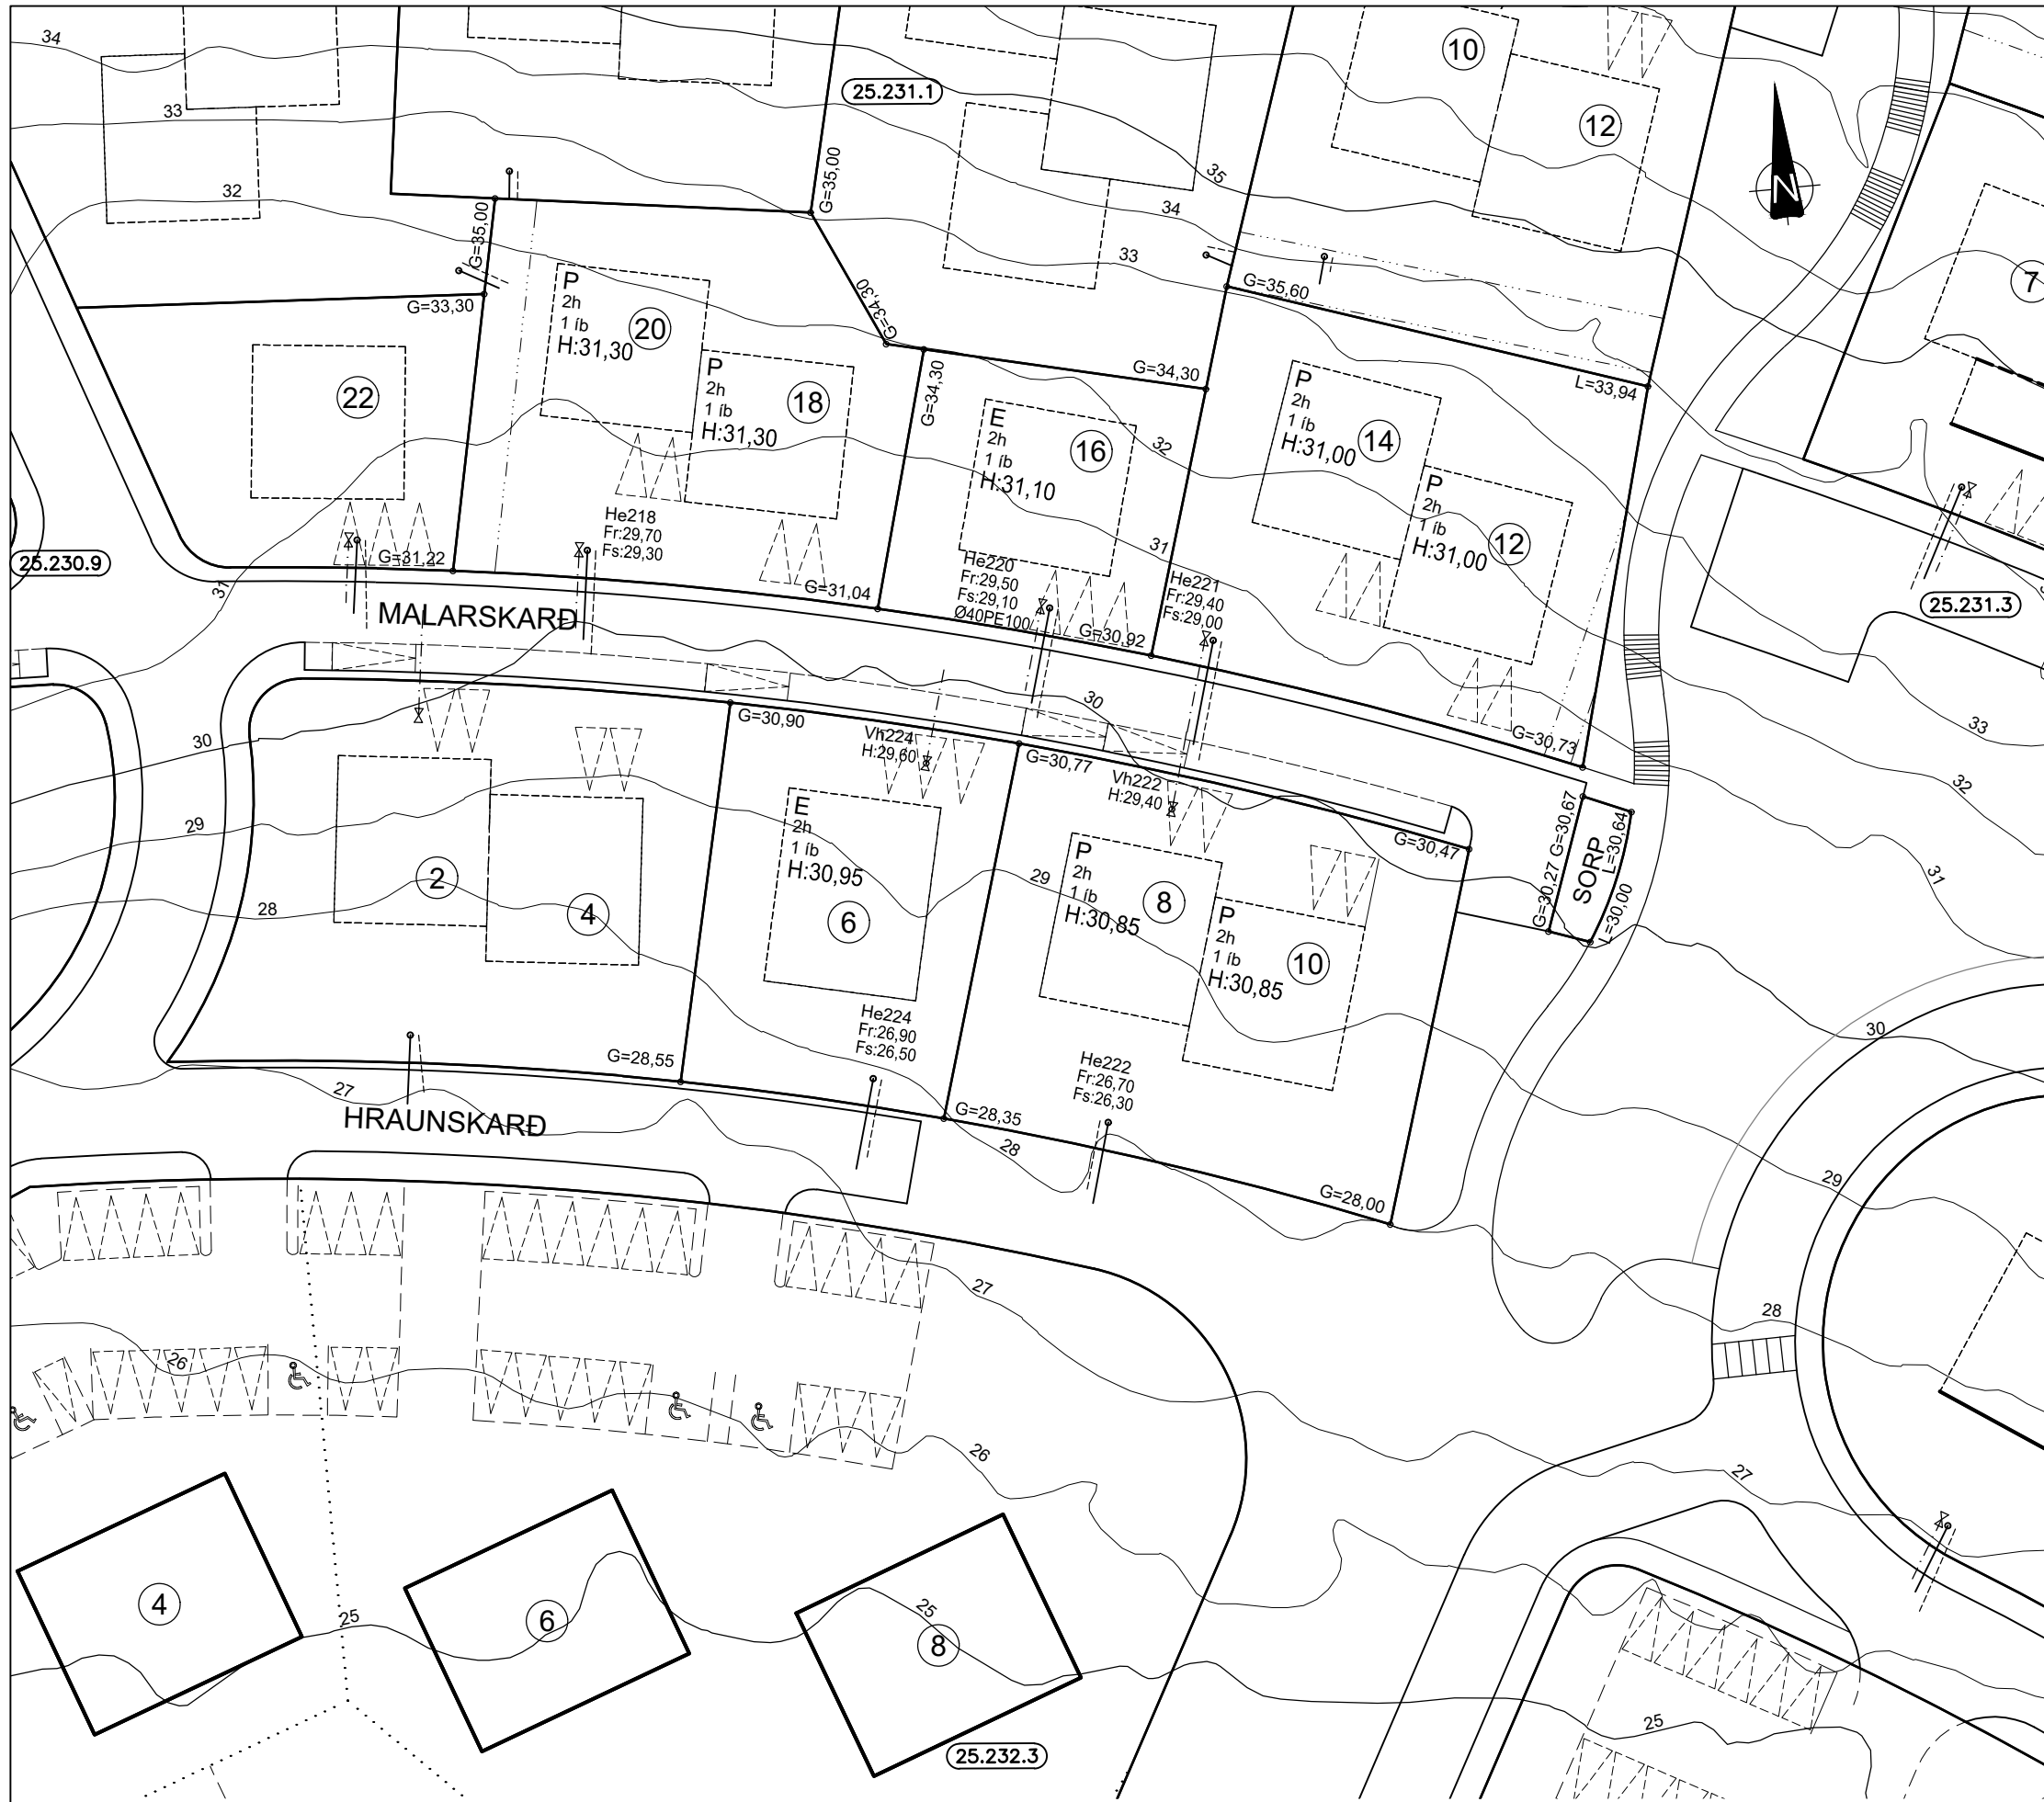 34
33
32
25.231.1
G=35,00
G=35,00
35
34
33
10
12
N
7
G=33,30
P
2h
1 íb
H:31,30
20
P
2h
1 íb
H:31,30
18
22
G=34,30
G=34,30
G=34,30
G=35,60
L=33,94
E
2h
1 íb
H:31,10
16
32
31
P
2h
1 íb
H:31,00
14
P
2h
1 íb
H:31,00
12
25.230.9
31
G=31,22
He218
Fr:29,70
Fs:29,30
G=31,04
He220
Fr:29,50
Fs:29,10
Ø40PE100
G=30,92
He221
Fr:29,40
Fs:29,00
25.231.3
MALARSKARÐ
30
29
28
30
G=30,90
Vh224
H:29,60
G=30,77
Vh222
H:29,40
G=30,73
33
32
31
2
4
E
2h
1 íb
H:30,95
6
29
P
2h
1 íb
H:30,85
8
P
2h
1 íb
H:30,85
10
G=30,47
G=30,67
G=30,27
SORP
L=30,64
L=30,00
G=28,55
He224
Fr:26,90
Fs:26,50
He222
Fr:26,70
Fs:26,30
27
HRAUNSKARÐ
G=28,35
28
G=28,00
30
29
28
27
26
27
26
25
25
25
4
6
8
25.232.3